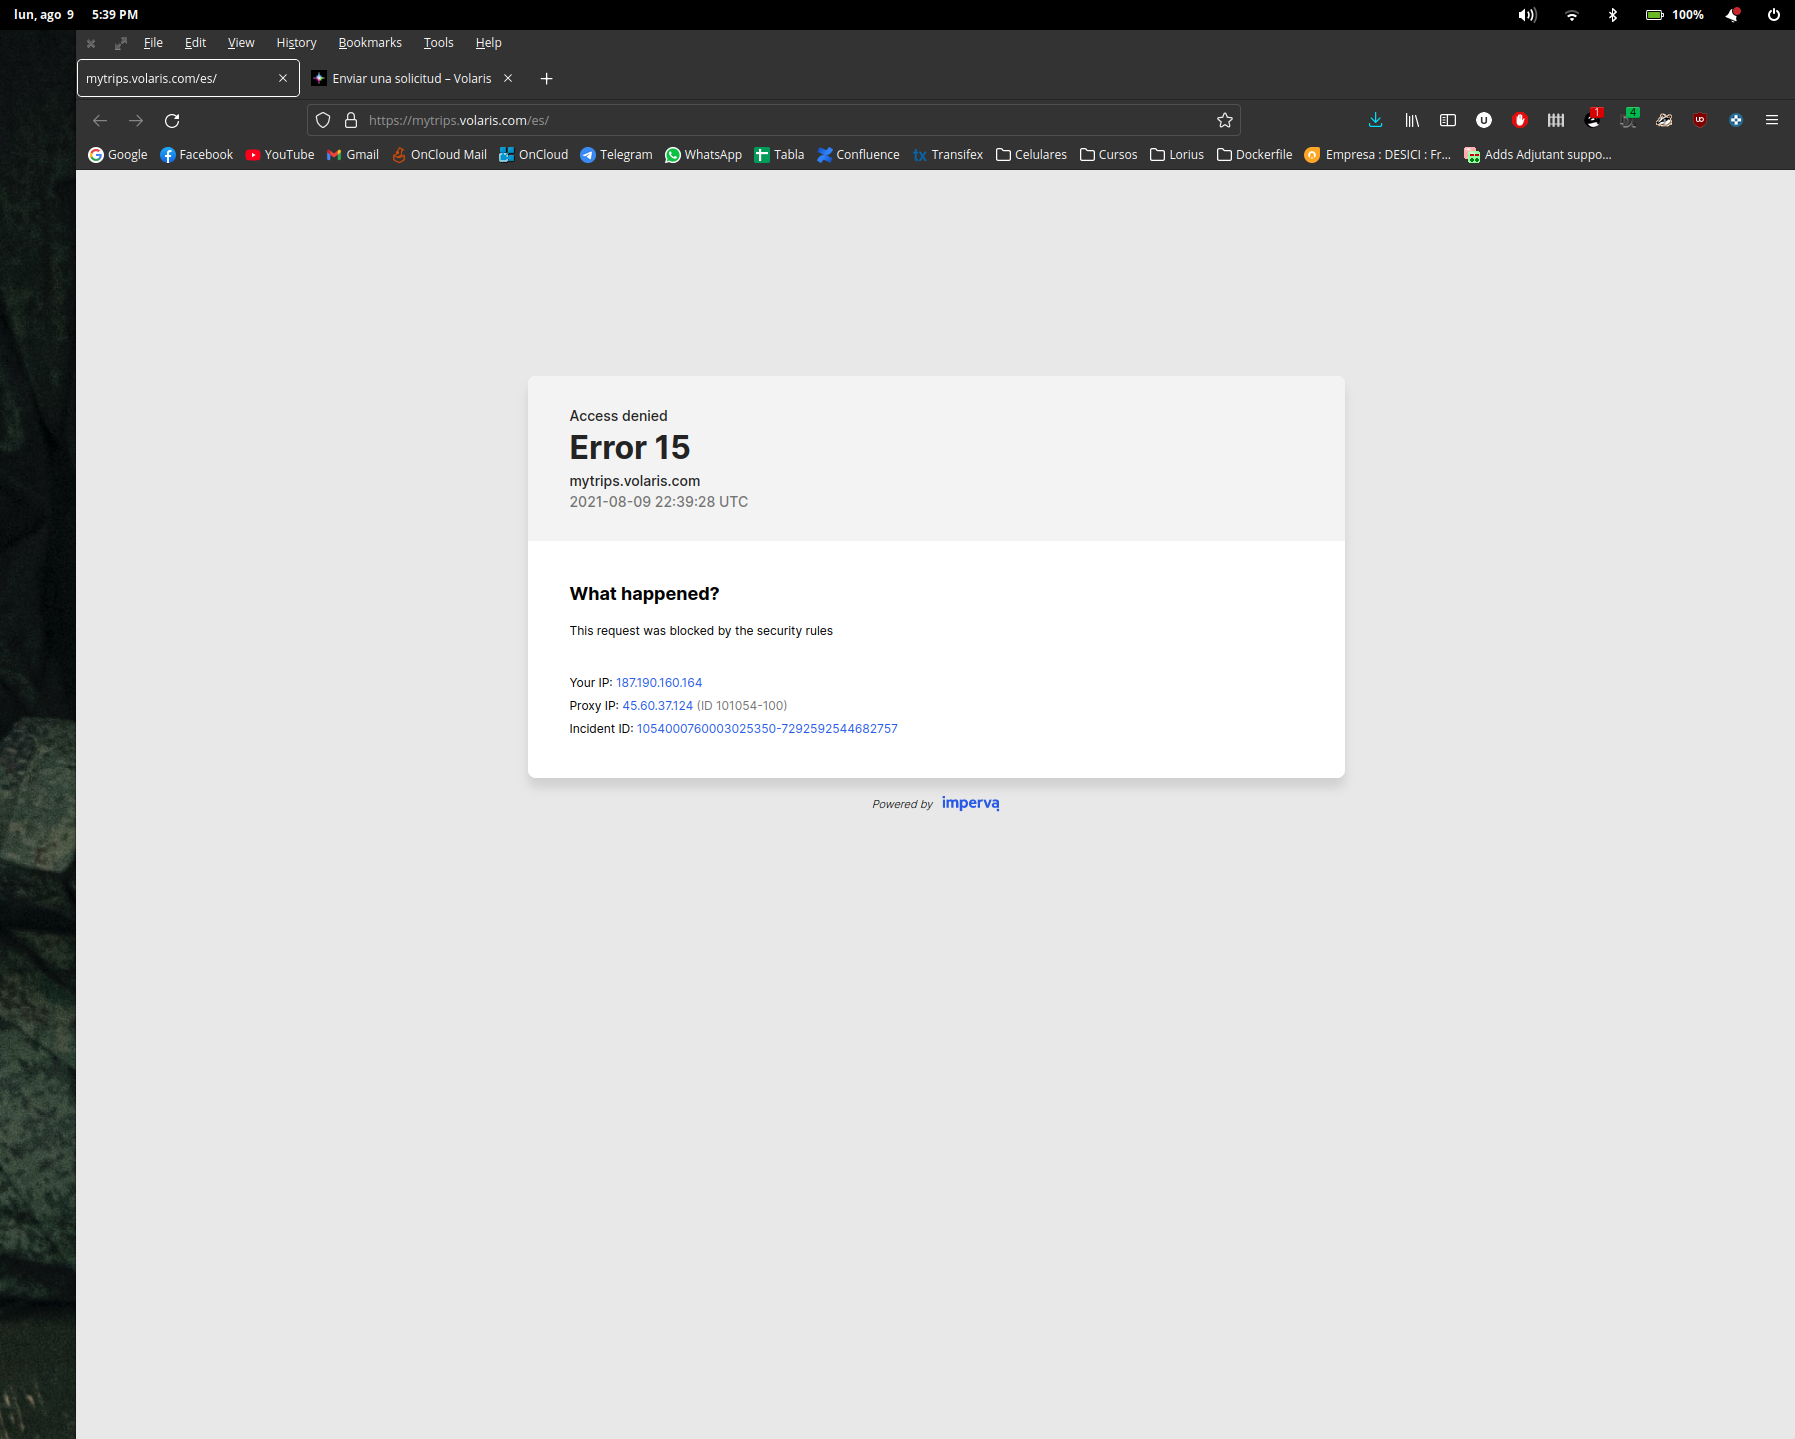 lun, ago 9 5:39 PM 100%
File Edit View History Bookmarks Tools Help
mytrips.volaris.com/es/ Enviar una solicitud – Volaris
https://mytrips.volaris.com/es/ 1 4
Google Facebook YouTube Gmail OnCloud Mail OnCloud Telegram WhatsApp Tabla Confluence tx Transifex Celulares Cursos Lorius Dockerfile Empresa : DESICI : Fr... Adds Adjutant suppo...
Access denied
Error 15
mytrips.volaris.com
2021-08-09 22:39:28 UTC
What happened?
This request was blocked by the security rules
Your IP: 187.190.160.164
Proxy IP: 45.60.37.124 (ID 101054-100)
Incident ID: 1054000760003025350-7292592544682757
Powered by imperva